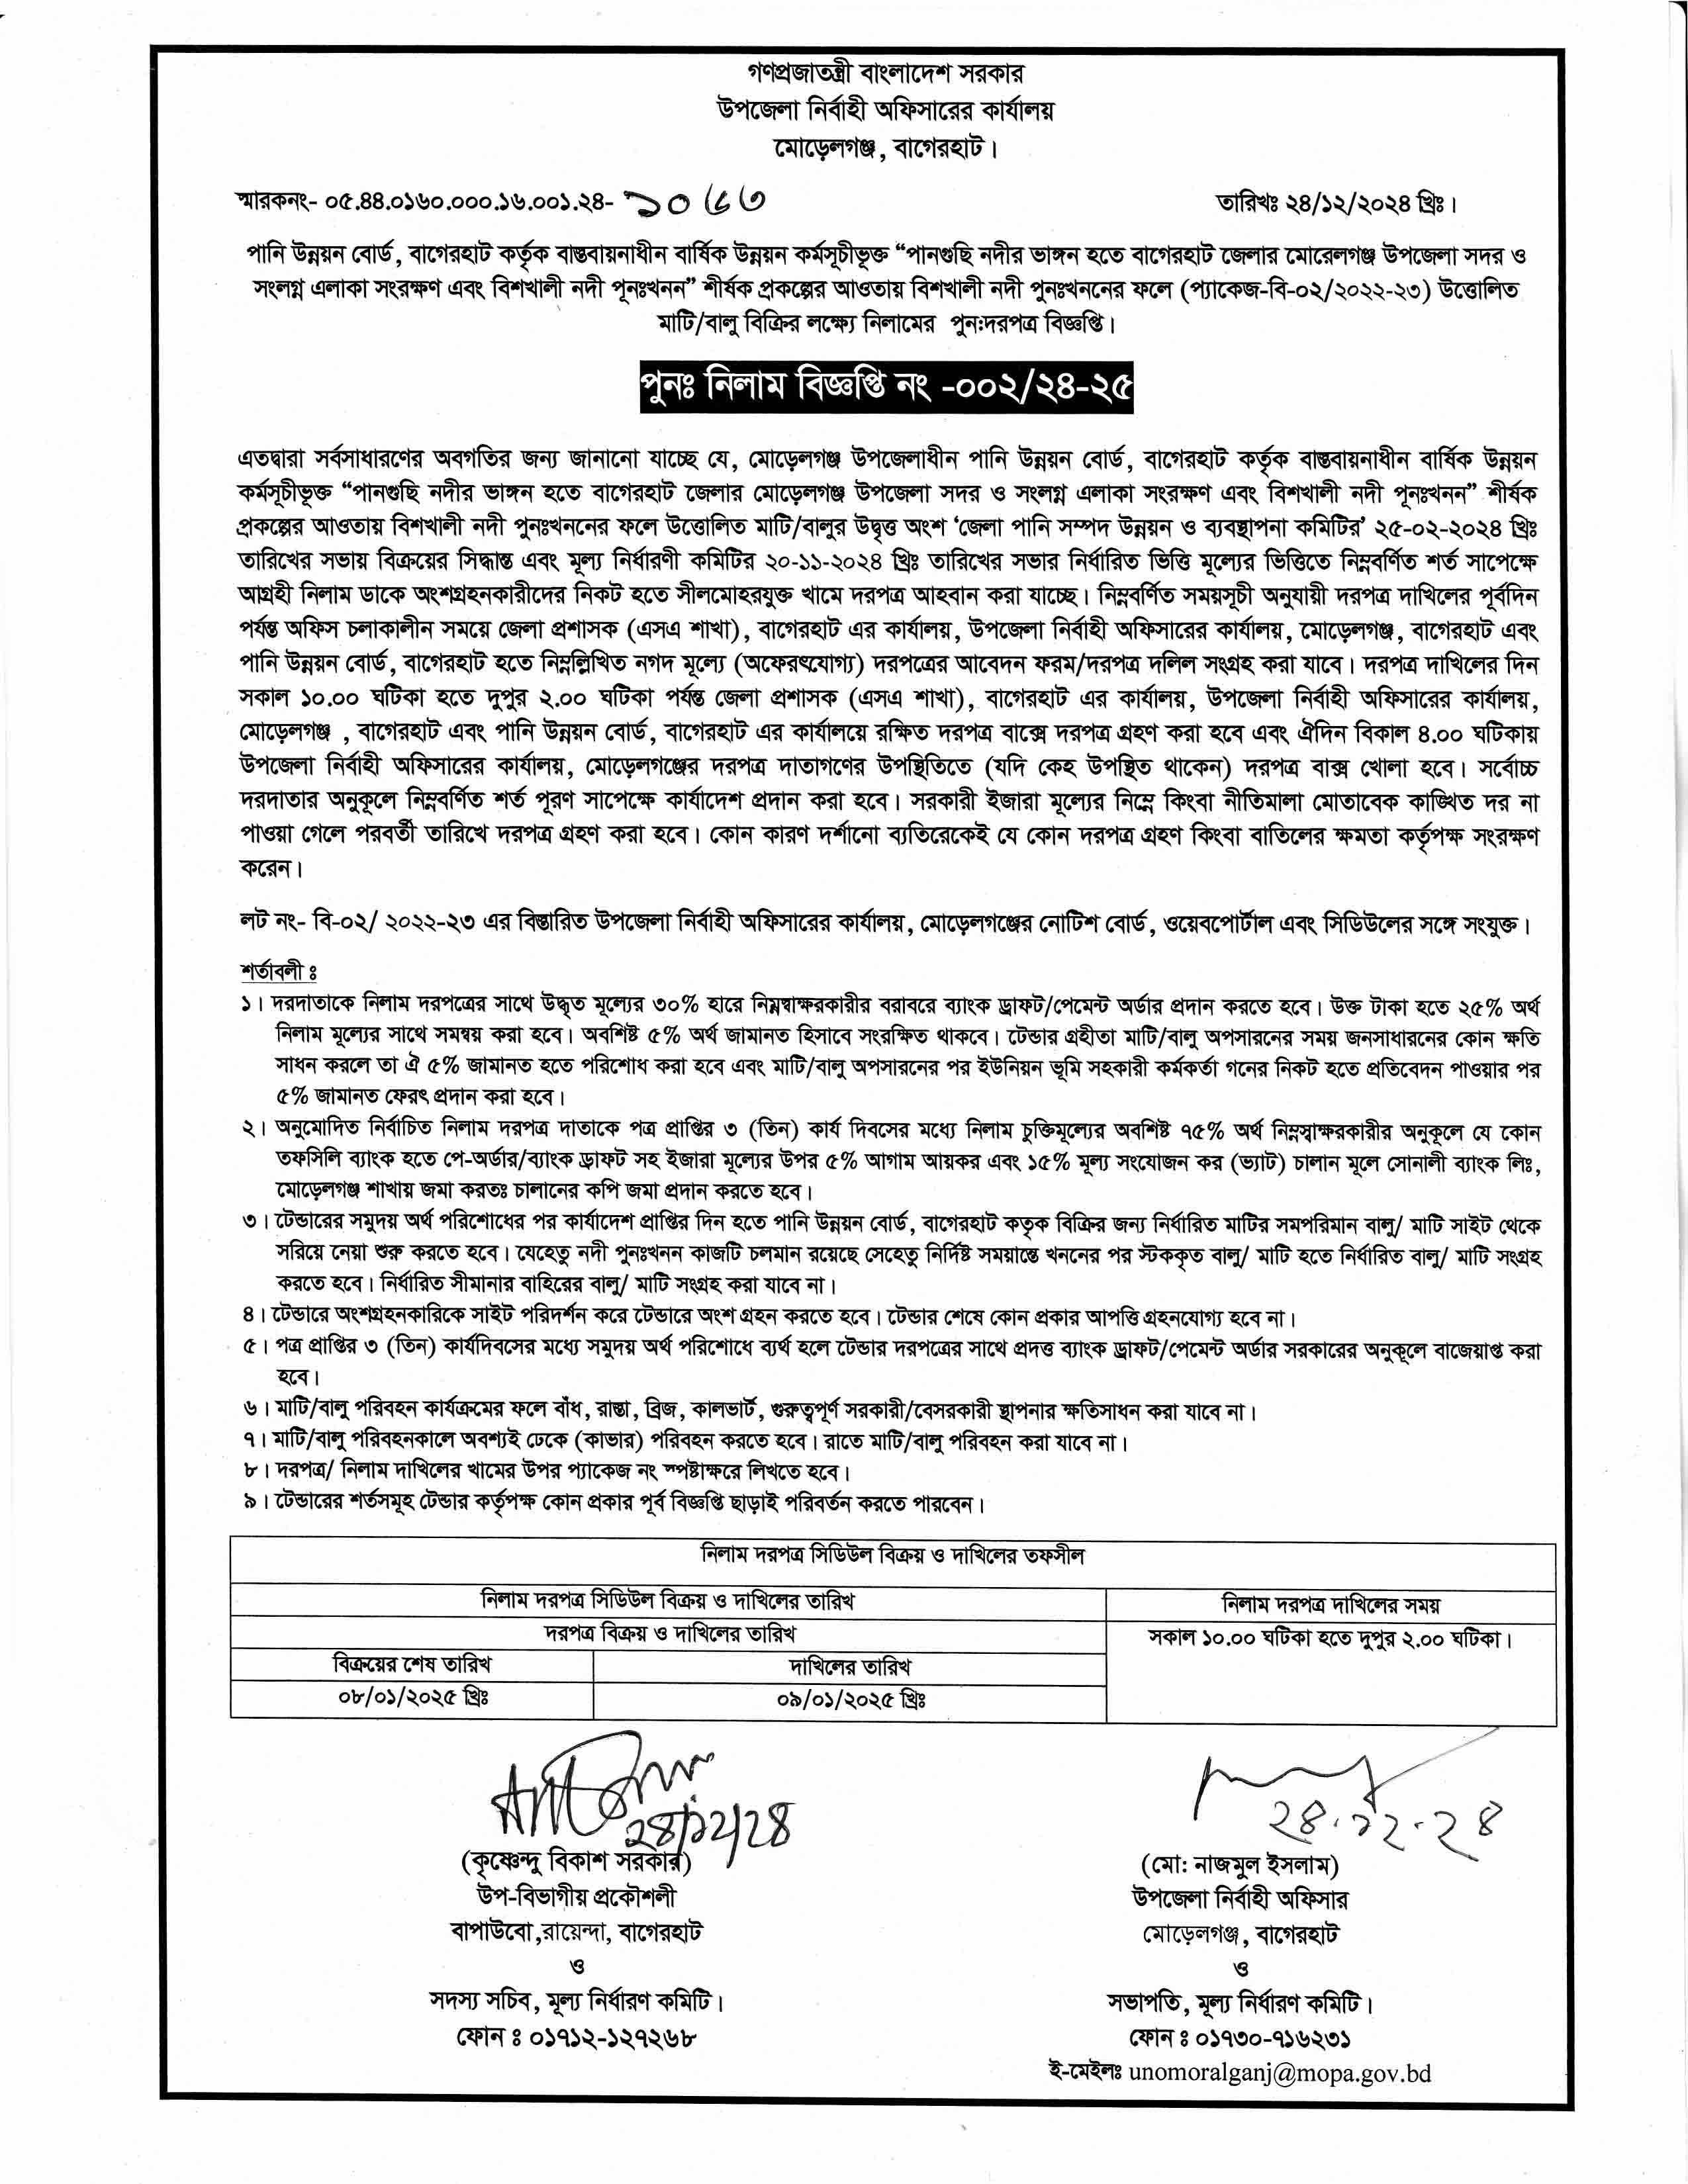 গণপ্রজাতন্ত্রী বাংলাদেশ সরকার
উপজেলা নির্বাহী অফিসারের কার্যালয়
মোড়েলগঞ্জ, বাগেরহাট।
স্মারকনং- ০৫.৪৪.০১৬০.০০০.১৬.০০১.২৪-
তারিখঃ ২৪/১২/২০২৪ খ্রিঃ।
পানি উন্নয়ন বোর্ড, বাগেরহাট কর্তৃক বাস্তবায়নাধীন বার্ষিক উন্নয়ন কর্মসূচীভূক্ত “পানগুছি নদীর ভাঙ্গন হতে বাগেরহাট জেলার মোরেলগঞ্জ উপজেলা সদর ও
সংলগ্ন এলাকা সংরক্ষণ এবং বিশখালী নদী পূনঃখনন” শীর্ষক প্রকল্পের আওতায় বিশখালী নদী পুনঃখননের ফলে (প্যাকেজ-বি-০২/২০২২-২৩) উত্তোলিত
মাটি/বালু বিক্রির লক্ষ্যে নিলামের পুন:দরপত্র বিজ্ঞপ্তি।
পুনঃ নিলাম বিজ্ঞপ্তি নং -০০২/২৪-২৫
এতদ্বারা সর্বসাধারণের অবগতির জন্য জানানো যাচ্ছে যে, মোড়েলগঞ্জ উপজেলাধীন পানি উন্নয়ন বোর্ড, বাগেরহাট কর্তৃক বাস্তবায়নাধীন বার্ষিক উন্নয়ন
কর্মসূচীভূক্ত “পানগুছি নদীর ভাঙ্গন হতে বাগেরহাট জেলার মোড়েলগঞ্জ উপজেলা সদর ও সংলগ্ন এলাকা সংরক্ষণ এবং বিশখালী নদী পূনঃখনন” শীর্ষক
প্রকল্পের আওতায় বিশখালী নদী পুনঃখননের ফলে উত্তোলিত মাটি/বালুর উদ্বৃত্ত অংশ ‘জেলা পানি সম্পদ উন্নয়ন ও ব্যবস্থাপনা কমিটির’ ২৫-০২-২০২৪ খ্রিঃ
তারিখের সভায় বিক্রয়ের সিদ্ধান্ত এবং মূল্য নির্ধারণী কমিটির ২০-১১-২০২৪ খ্রিঃ তারিখের সভার নির্ধারিত ভিত্তি মূল্যের ভিত্তিতে নিম্নবর্ণিত শর্ত সাপেক্ষে
আগ্রহী নিলাম ডাকে অংশগ্রহনকারীদের নিকট হতে সীলমোহরযুক্ত খামে দরপত্র আহবান করা যাচ্ছে। নিম্নবর্ণিত সময়সূচী অনুযায়ী দরপত্র দাখিলের পূর্বদিন
পর্যন্ত অফিস চলাকালীন সময়ে জেলা প্রশাসক (এসএ শাখা), বাগেরহাট এর কার্যালয়, উপজেলা নির্বাহী অফিসারের কার্যালয়, মোড়েলগঞ্জ, বাগেরহাট এবং
পানি উন্নয়ন বোর্ড, বাগেরহাট হতে নিম্নল্লিখিত নগদ মূল্যে (অফেরৎযোগ্য) দরপত্রের আবেদন ফরম/দরপত্র দলিল সংগ্রহ করা যাবে। দরপত্র দাখিলের দিন
সকাল ১০.০০ ঘটিকা হতে দুপুর ২.০০ ঘটিকা পর্যন্ত জেলা প্রশাসক (এসএ শাখা), বাগেরহাট এর কার্যালয়, উপজেলা নির্বাহী অফিসারের কার্যালয়,
মোড়েলগঞ্জ , বাগেরহাট এবং পানি উন্নয়ন বোর্ড, বাগেরহাট এর কার্যালয়ে রক্ষিত দরপত্র বাক্সে দরপত্র গ্রহণ করা হবে এবং ঐদিন বিকাল ৪.০০ ঘটিকায়
উপজেলা নির্বাহী অফিসারের কার্যালয়, মোড়েলগঞ্জের দরপত্র দাতাগণের উপস্থিতিতে (যদি কেহ উপস্থিত থাকেন) দরপত্র বাক্স খোলা হবে। সর্বোচ্চ
দরদাতার অনুকূলে নিম্নবর্ণিত শর্ত পূরণ সাপেক্ষে কার্যাদেশ প্রদান করা হবে। সরকারী ইজারা মূল্যের নিম্নে কিংবা নীতিমালা মোতাবেক কাঙ্খিত দর না
পাওয়া গেলে পরবর্তী তারিখে দরপত্র গ্রহণ করা হবে। কোন কারণ দর্শানো ব্যতিরেকেই যে কোন দরপত্র গ্রহণ কিংবা বাতিলের ক্ষমতা কর্তৃপক্ষ সংরক্ষণ
করেন।
লট নং- বি-০২/ ২০২২-২৩ এর বিস্তারিত উপজেলা নির্বাহী অফিসারের কার্যালয়, মোড়েলগঞ্জের নোটিশ বোর্ড, ওয়েবপোর্টাল এবং সিডিউলের সঙ্গে সংযুক্ত।
শর্তাবলী ঃ
১। দরদাতাকে নিলাম দরপত্রের সাথে উদ্ধৃত মূল্যের ৩০% হারে নিম্নস্বাক্ষরকারীর বরাবরে ব্যাংক ড্রাফট/পেমেন্ট অর্ডার প্রদান করতে হবে। উক্ত টাকা হতে ২৫% অর্থ
নিলাম মূল্যের সাথে সমন্বয় করা হবে। অবশিষ্ট ৫% অর্থ জামানত হিসাবে সংরক্ষিত থাকবে। টেন্ডার গ্রহীতা মাটি/বালু অপসারনের সময় জনসাধারনের কোন ক্ষতি
সাধন করলে তা ঐ ৫% জামানত হতে পরিশোধ করা হবে এবং মাটি/বালু অপসারনের পর ইউনিয়ন ভূমি সহকারী কর্মকর্তা গনের নিকট হতে প্রতিবেদন পাওয়ার পর
৫% জামানত ফেরৎ প্রদান করা হবে।
২। অনুমোদিত নির্বাচিত নিলাম দরপত্র দাতাকে পত্র প্রাপ্তির ৩ (তিন) কার্য দিবসের মধ্যে নিলাম চুক্তিমূল্যের অবশিষ্ট ৭৫% অর্থ নিম্নস্বাক্ষরকারীর অনুকূলে যে কোন
তফসিলি ব্যাংক হতে পে-অর্ডার/ব্যাংক ড্রাফট সহ ইজারা মূল্যের উপর ৫% আগাম আয়কর এবং ১৫% মূল্য সংযোজন কর (ভ্যাট) চালান মূলে সোনালী ব্যাংক লিঃ,
মোড়েলগঞ্জ শাখায় জমা করতঃ চালানের কপি জমা প্রদান করতে হবে।
৩। টেন্ডারের সমুদয় অর্থ পরিশোধের পর কার্যাদেশ প্রাপ্তির দিন হতে পানি উন্নয়ন বোর্ড, বাগেরহাট কতৃক বিক্রির জন্য নির্ধারিত মাটির সমপরিমান বালু/ মাটি সাইট থেকে
সরিয়ে নেয়া শুরু করতে হবে। যেহেতু নদী পুনঃখনন কাজটি চলমান রয়েছে সেহেতু নির্দিষ্ট সময়ান্তে খননের পর স্টককৃত বালু/ মাটি হতে নির্ধারিত বালু/ মাটি সংগ্রহ
করতে হবে। নির্ধারিত সীমানার বাহিরের বালু/ মাটি সংগ্রহ করা যাবে না।
৪। টেন্ডারে অংশগ্রহনকারিকে সাইট পরিদর্শন করে টেন্ডারে অংশ গ্রহন করতে হবে। টেন্ডার শেষে কোন প্রকার আপত্তি গ্রহনযোগ্য হবে না।
৫। পত্র প্রাপ্তির ৩ (তিন) কার্যদিবসের মধ্যে সমুদয় অর্থ পরিশোধে ব্যর্থ হলে টেন্ডার দরপত্রের সাথে প্রদত্ত ব্যাংক ড্রাফট/পেমেন্ট অর্ডার সরকারের অনুকূলে বাজেয়াপ্ত করা
হবে।
৬। মাটি/বালু পরিবহন কার্যক্রমের ফলে বাঁধ, রাস্তা, ব্রিজ, কালভার্ট, গুরুত্বপূর্ণ সরকারী/বেসরকারী স্থাপনার ক্ষতিসাধন করা যাবে না।
৭। মাটি/বালু পরিবহনকালে অবশ্যই ঢেকে (কাভার) পরিবহন করতে হবে। রাতে মাটি/বালু পরিবহন করা যাবে না।
৮। দরপত্র/ নিলাম দাখিলের খামের উপর প্যাকেজ নং স্পষ্টাক্ষরে লিখতে হবে।
৯। টেন্ডারের শর্তসমূহ টেন্ডার কর্তৃপক্ষ কোন প্রকার পূর্ব বিজ্ঞপ্তি ছাড়াই পরিবর্তন করতে পারবেন।
নিলাম দরপত্র সিডিউল বিক্রয় ও দাখিলের তফসীল
নিলাম দরপত্র সিডিউল বিক্রয় ও দাখিলের তারিখ
নিলাম দরপত্র দাখিলের সময়
দরপত্র বিক্রয় ও দাখিলের তারিখ
সকাল ১০.০০ ঘটিকা হতে দুপুর ২.০০ ঘটিকা।
বিক্রয়ের শেষ তারিখ
দাখিলের তারিখ
০৮/০১/২০২৫ খ্রিঃ
০৯/০১/২০২৫ খ্রিঃ
২৪/১২/২৪
(কৃষ্ণেন্দু বিকাশ সরকার)
উপ-বিভাগীয় প্রকৌশলী
বাপাউবো,রায়েন্দা, বাগেরহাট
ও
সদস্য সচিব, মূল্য নির্ধারণ কমিটি।
ফোন ঃ ০১৭১২-১২৭২৬৮
২৪.১২.২৪
(মো: নাজমুল ইসলাম)
উপজেলা নির্বাহী অফিসার
মোড়েলগঞ্জ, বাগেরহাট
ও
সভাপতি, মূল্য নির্ধারণ কমিটি।
ফোন ঃ ০১৭৩০-৭১৬২৩১
ই-মেইলঃ unomoralganj@mopa.gov.bd